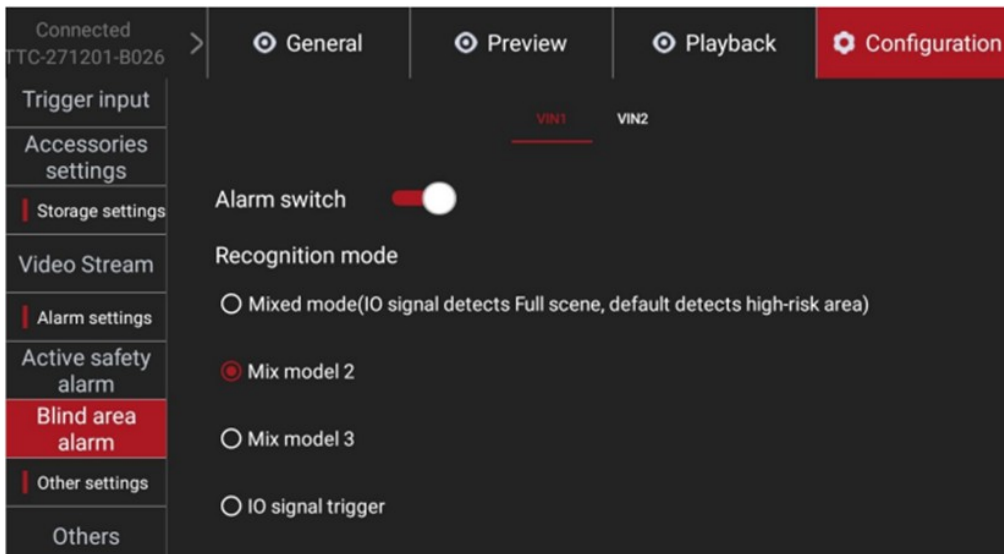 Connected
TTC-271201-B026
>
General
Preview
Playback
Configuration
Trigger input
Accessories
settings
Storage settings
Video Stream
Alarm settings
Active safety
alarm
Blind area
alarm
Other settings
Others
VIN1
VIN2
Alarm switch
Recognition mode
Mixed mode(IO signal detects Full scene, default detects high-risk area)
Mix model 2
Mix model 3
IO signal trigger